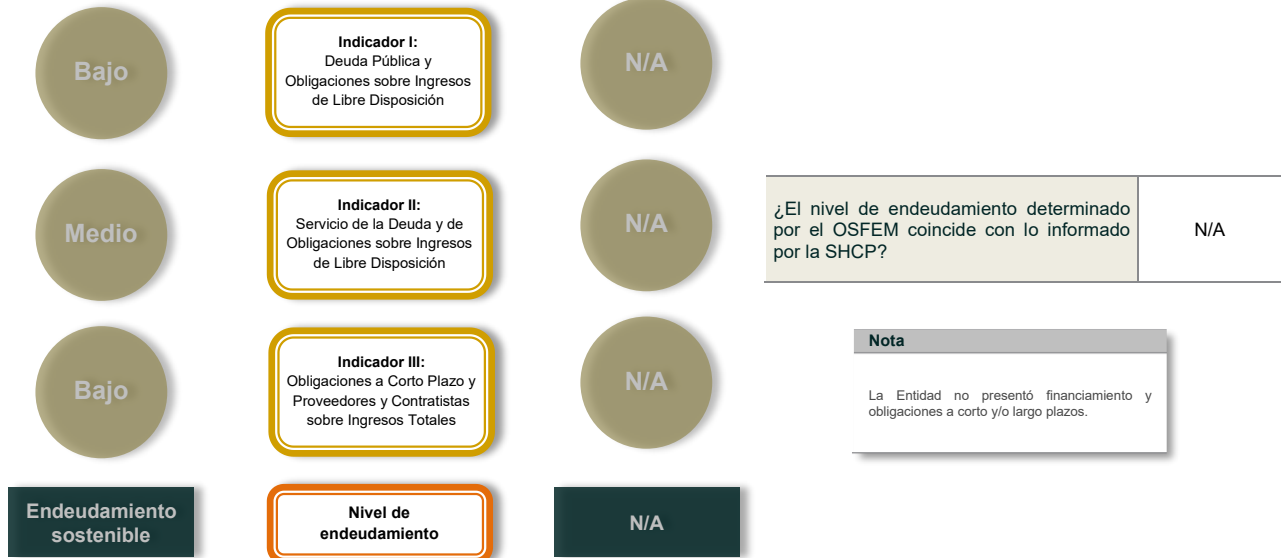 Bajo
Indicador I:
Deuda Pública y
Obligaciones sobre Ingresos
de Libre Disposición
N/A
Medio
Indicador II:
Servicio de la Deuda y de
Obligaciones sobre Ingresos
de Libre Disposición
N/A
¿El nivel de endeudamiento determinado
por el OSFEM coincide con lo informado
por la SHCP?
N/A
Bajo
Indicador III:
Obligaciones a Corto Plazo y
Proveedores y Contratistas
sobre Ingresos Totales
N/A
Nota
La Entidad no presentó financiamiento y
obligaciones a corto y/o largo plazos.
Endeudamiento
sostenible
Nivel de
endeudamiento
N/A